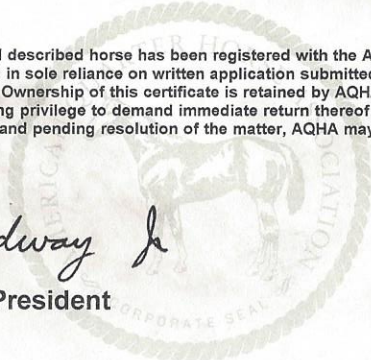 d described horse has been registered with the A
in sole reliance on written application submitted
Ownership of this certificate is retained by AQHA
ng privilege to demand immediate return thereof
and pending resolution of the matter, AQHA may
dway Jr
President
CORPORATE SEAL